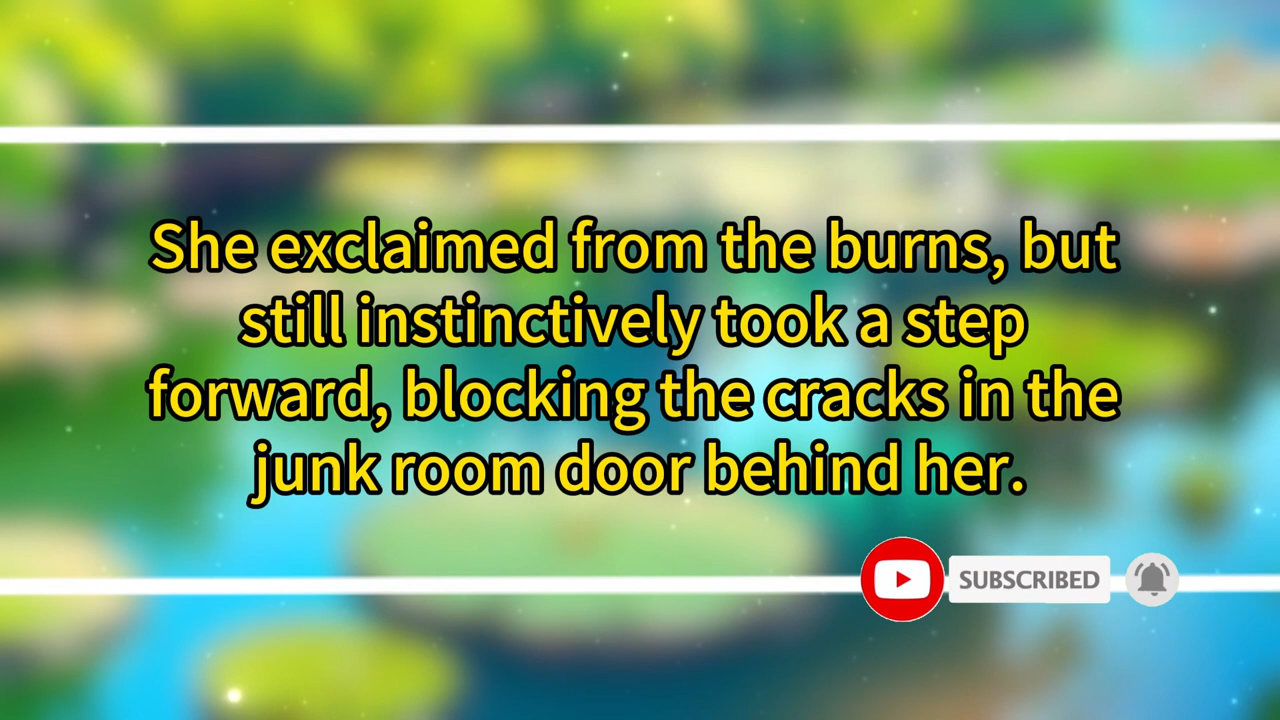 She exclaimed from the burns, but
still instinctively took a step
forward, blocking the cracks in the
junk room door behind her.
SUBSCRIBED